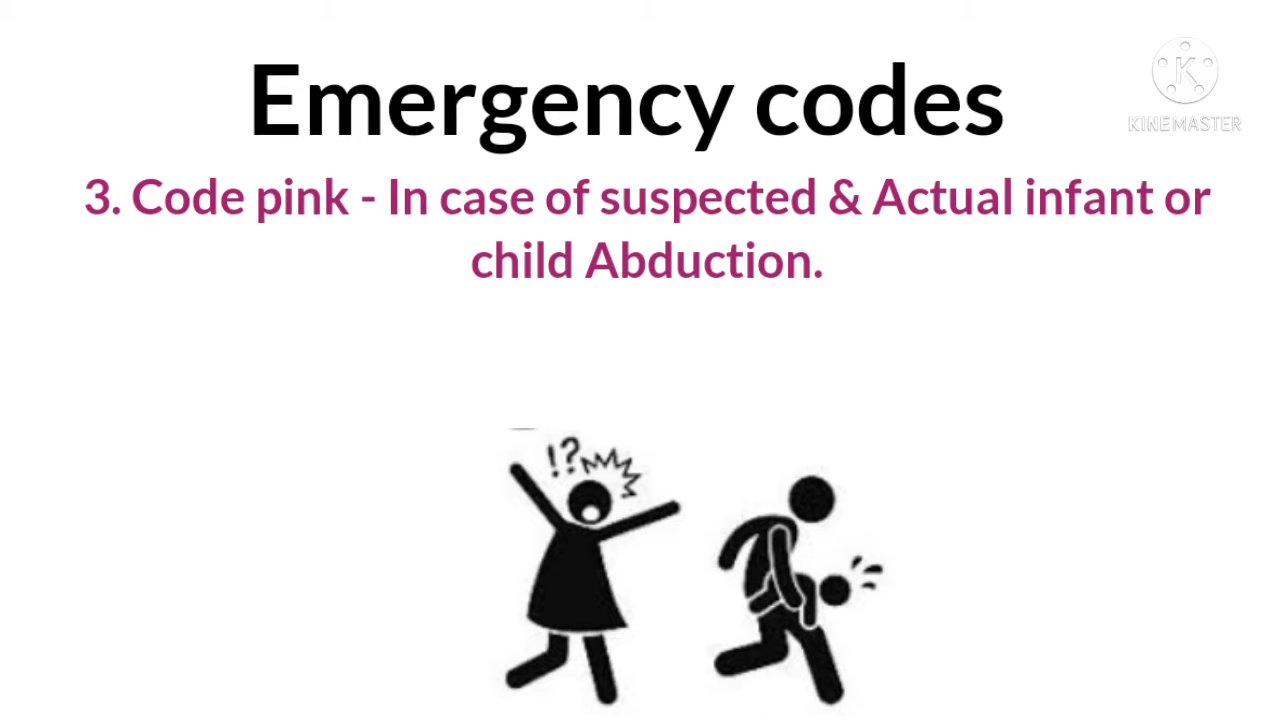 Emergency codes
K
KINEMASTER
3. Code pink - In case of suspected & Actual infant or
child Abduction.
!?